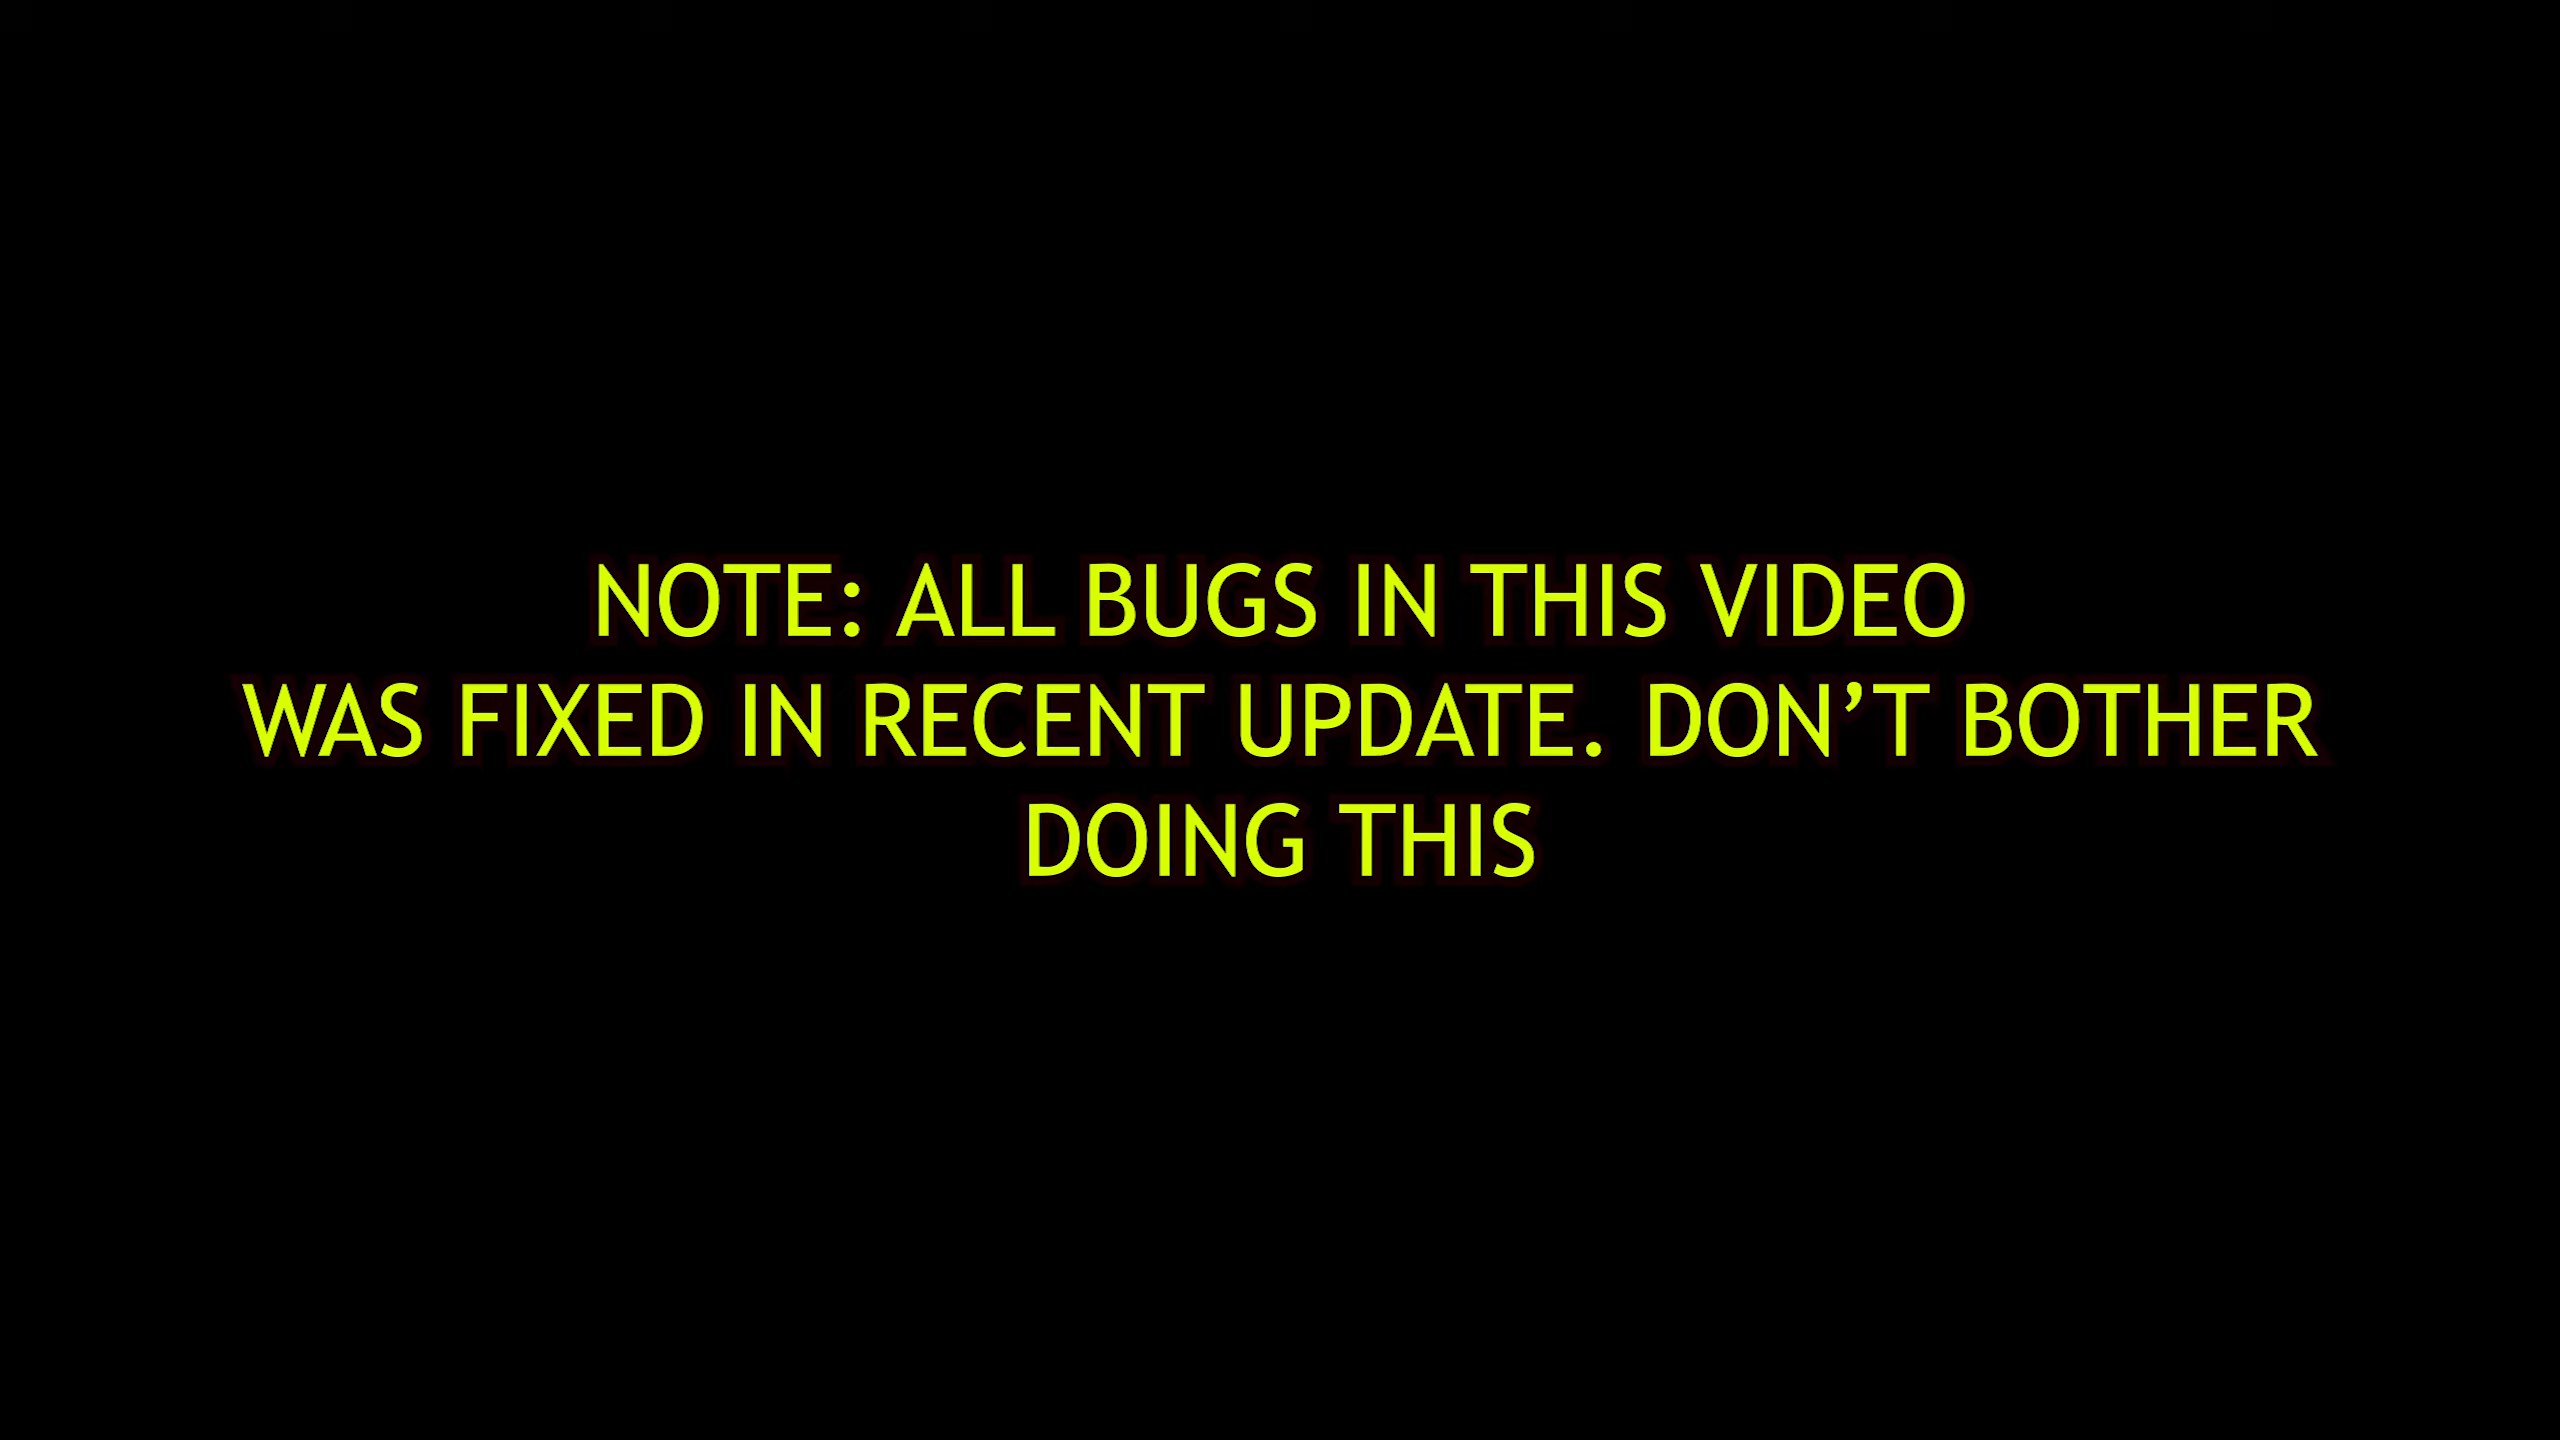 NOTE: ALL BUGS IN THIS VIDEO
WAS FIXED IN RECENT UPDATE. DON’T BOTHER
DOING THIS